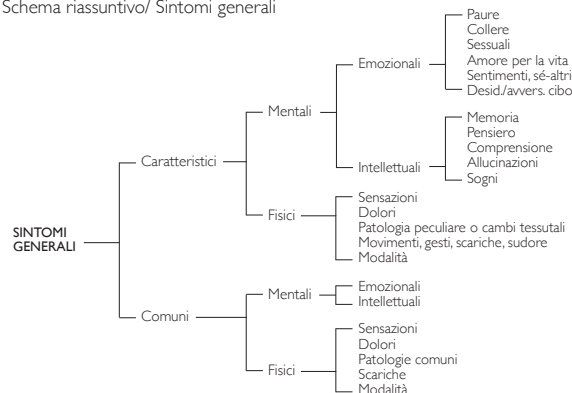 Schema riassuntivo/ Sintomi generali
Paure
Collere
Sessuali
Emozionali
Amore per la vita
Sentimenti, sé-altri
Desid./avvers. cibo
Mentali
Memoria
Pensiero
Comprensione
Allucinazioni
Intellettuali
Sogni
Caratteristici
Sensazioni
Dolori
Fisici
Patologia peculiare o cambi tessutali
Movimenti, gesti, scariche, sudore
Modalità
SINTOMI
GENERALI
Emozionali
Mentali
Intellettuali
Comuni
Sensazioni
Dolori
Patologie comuni
Fisici
Scariche
Modalità